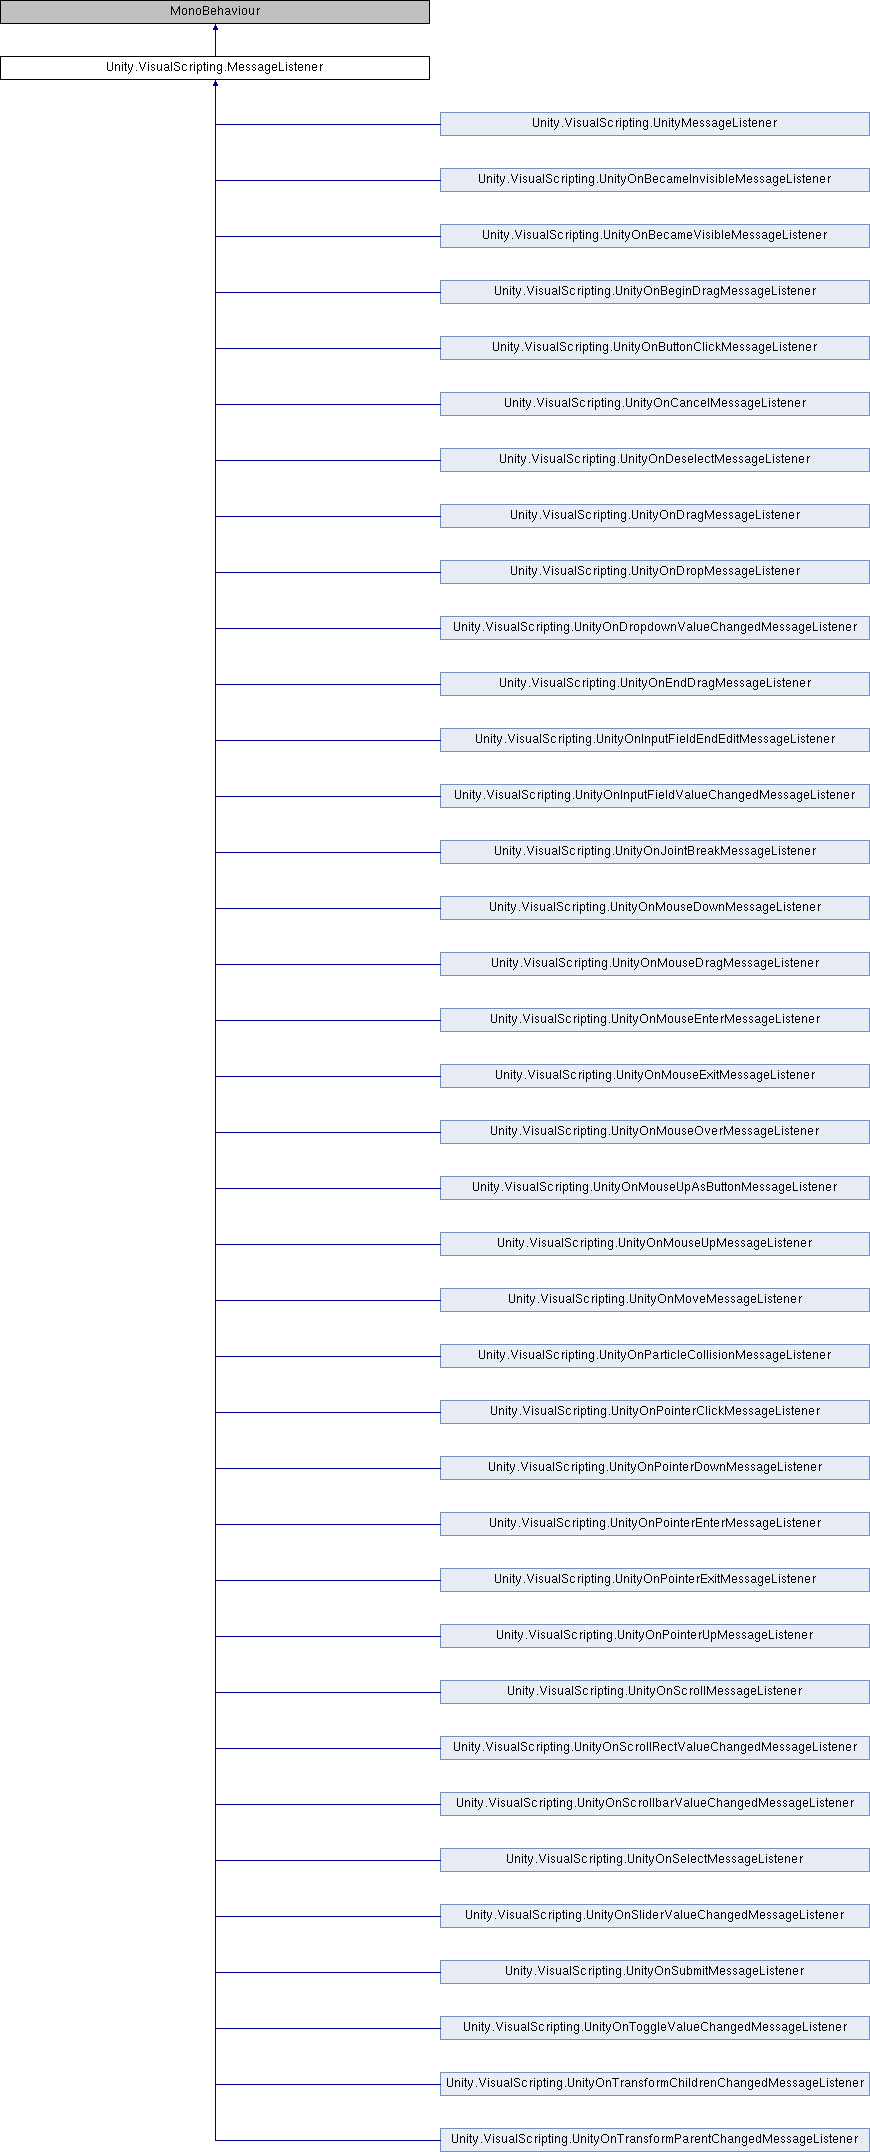 MonoBehaviour
Unity.VisualScripting.MessageListener
Unity.VisualScripting.UnityMessageListener
Unity.VisualScripting.UnityOnBecameInvisibleMessageListener
Unity.VisualScripting.UnityOnBecameVisibleMessageListener
Unity.VisualScripting.UnityOnBeginDragMessageListener
Unity.VisualScripting.UnityOnButtonClickMessageListener
Unity.VisualScripting.UnityOnCancelMessageListener
Unity.VisualScripting.UnityOnDeselectMessageListener
Unity.VisualScripting.UnityOnDragMessageListener
Unity.VisualScripting.UnityOnDropMessageListener
Unity.VisualScripting.UnityOnDropdownValueChangedMessageListener
Unity.VisualScripting.UnityOnEndDragMessageListener
Unity.VisualScripting.UnityOnInputFieldEndEditMessageListener
Unity.VisualScripting.UnityOnInputFieldValueChangedMessageListener
Unity.VisualScripting.UnityOnJointBreakMessageListener
Unity.VisualScripting.UnityOnMouseDownMessageListener
Unity.VisualScripting.UnityOnMouseDragMessageListener
Unity.VisualScripting.UnityOnMouseEnterMessageListener
Unity.VisualScripting.UnityOnMouseExitMessageListener
Unity.VisualScripting.UnityOnMouseOverMessageListener
Unity.VisualScripting.UnityOnMouseUpAsButtonMessageListener
Unity.VisualScripting.UnityOnMouseUpMessageListener
Unity.VisualScripting.UnityOnMoveMessageListener
Unity.VisualScripting.UnityOnParticleCollisionMessageListener
Unity.VisualScripting.UnityOnPointerClickMessageListener
Unity.VisualScripting.UnityOnPointerDownMessageListener
Unity.VisualScripting.UnityOnPointerEnterMessageListener
Unity.VisualScripting.UnityOnPointerExitMessageListener
Unity.VisualScripting.UnityOnPointerUpMessageListener
Unity.VisualScripting.UnityOnScrollMessageListener
Unity.VisualScripting.UnityOnScrollRectValueChangedMessageListener
Unity.VisualScripting.UnityOnScrollbarValueChangedMessageListener
Unity.VisualScripting.UnityOnSelectMessageListener
Unity.VisualScripting.UnityOnSliderValueChangedMessageListener
Unity.VisualScripting.UnityOnSubmitMessageListener
Unity.VisualScripting.UnityOnToggleValueChangedMessageListener
Unity.VisualScripting.UnityOnTransformChildrenChangedMessageListener
Unity.VisualScripting.UnityOnTransformParentChangedMessageListener